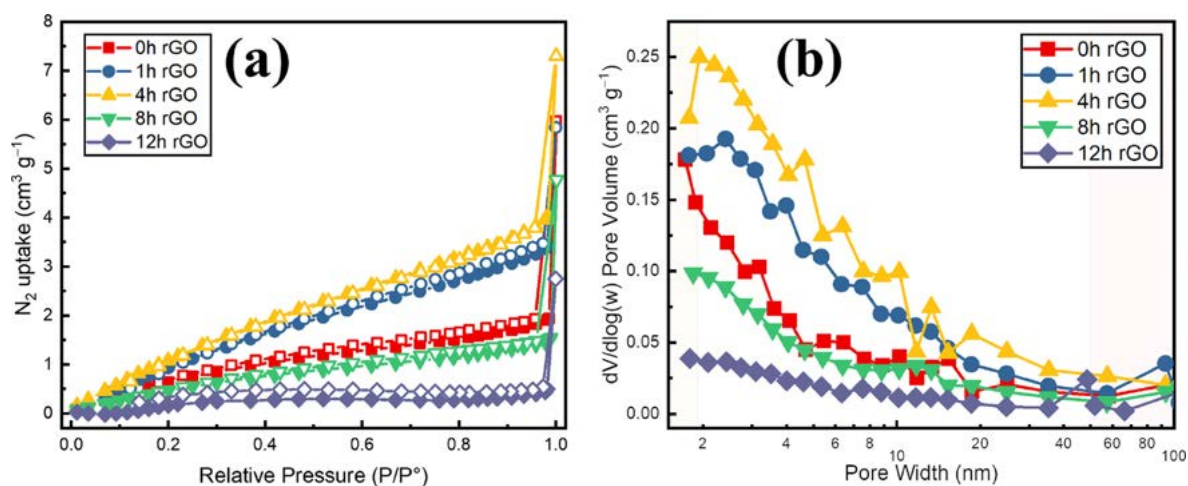 (a)
0h rGO
1h rGO
4h rGO
8h rGO
12h rGO
N₂ uptake (cm³ g⁻¹)
8
7
6
5
4
3
2
1
0
0.0 0.2 0.4 0.6 0.8 1.0
Relative Pressure (P/P°)
(b)
0h rGO
1h rGO
4h rGO
8h rGO
12h rGO
dV/dlog(w) Pore Volume (cm³ g⁻¹)
0.25
0.20
0.15
0.10
0.05
0.00
2 4 6 8 10 20 40 60 80 100
Pore Width (nm)